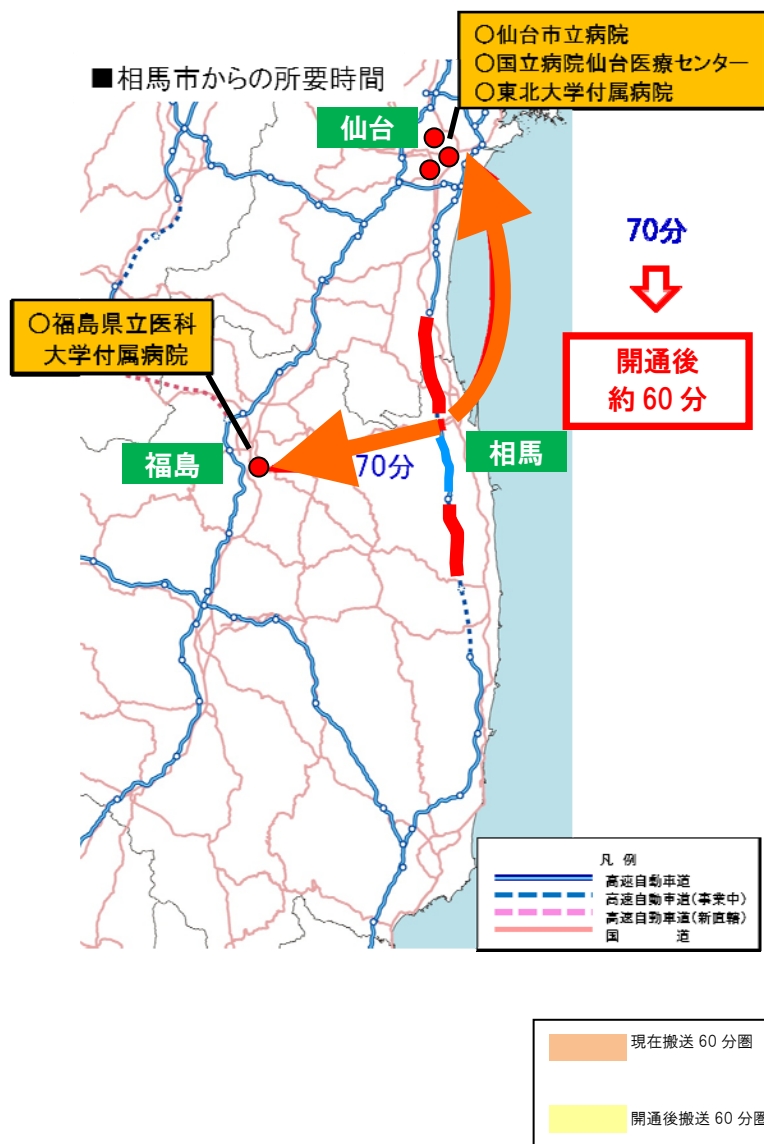 ■相馬市からの所要時間
○仙台市立病院
○国立病院仙台医療センター
○東北大学付属病院
仙台
70分
開通後
約60分
○福島県立医科
大学付属病院
福島
70分
相馬
凡例
高速自動車道
高速自動車道(事業中)
高速自動車道(新直轄)
国道
現在搬送60分圏
開通後搬送60分圏